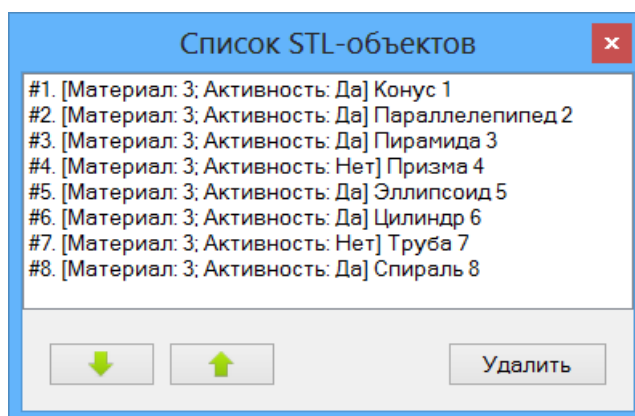 Список STL-объектов
#1. [Материал: 3; Активность: Да] Конус 1
#2. [Материал: 3; Активность: Да] Параллелепипед 2
#3. [Материал: 3; Активность: Да] Пирамида 3
#4. [Материал: 3; Активность: Нет] Призма 4
#5. [Материал: 3; Активность: Да] Эллипсоид 5
#6. [Материал: 3; Активность: Да] Цилиндр 6
#7. [Материал: 3; Активность: Нет] Труба 7
#8. [Материал: 3; Активность: Да] Спираль 8
Удалить